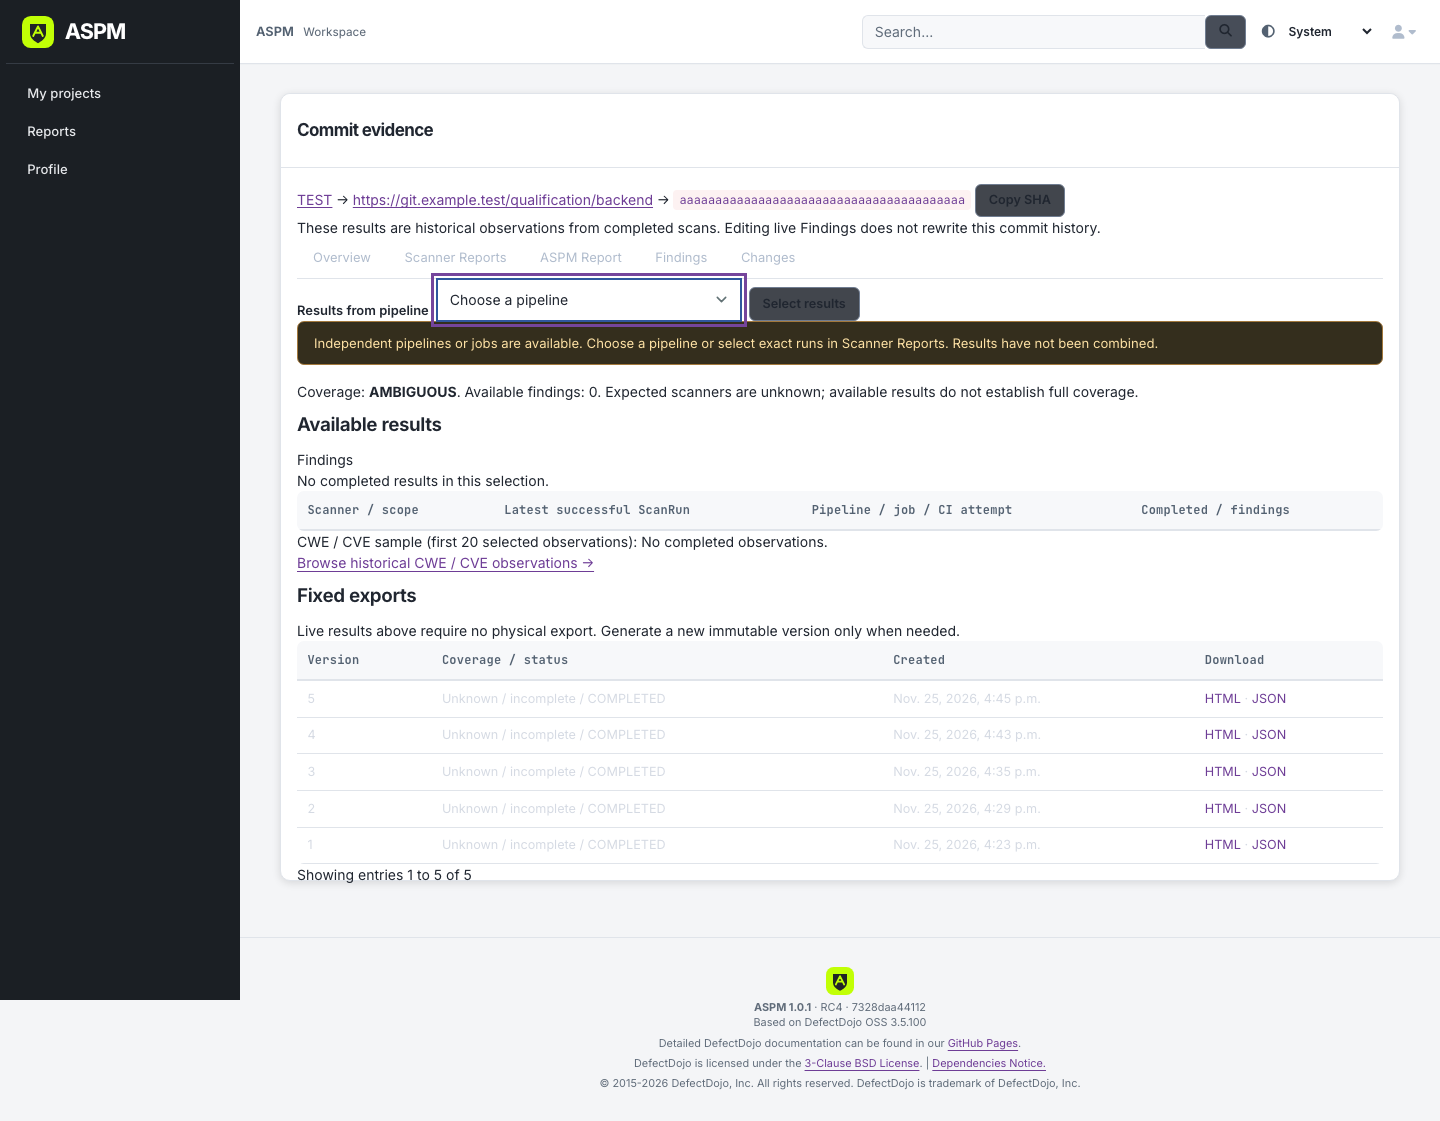 ASPM
My projects
Reports
Profile
ASPM Workspace
Search...
System
Commit evidence
TEST → https://git.example.test/qualification/backend → aaaaaaaaaaaaaaaaaaaaaaaaaaaaaaaaaaaaaaaa Copy SHA
These results are historical observations from completed scans. Editing live Findings does not rewrite this commit history.
Overview Scanner Reports ASPM Report Findings Changes
Results from pipeline Choose a pipeline Select results
Independent pipelines or jobs are available. Choose a pipeline or select exact runs in Scanner Reports. Results have not been combined.
Coverage: AMBIGUOUS. Available findings: 0. Expected scanners are unknown; available results do not establish full coverage.
Available results
Findings
No completed results in this selection.
Scanner / scope Latest successful ScanRun Pipeline / job / CI attempt Completed / findings
CWE / CVE sample (first 20 selected observations): No completed observations.
Browse historical CWE / CVE observations →
Fixed exports
Live results above require no physical export. Generate a new immutable version only when needed.
Version Coverage / status Created Download
5 Unknown / incomplete / COMPLETED Nov. 25, 2026, 4:45 p.m. HTML · JSON
4 Unknown / incomplete / COMPLETED Nov. 25, 2026, 4:43 p.m. HTML · JSON
3 Unknown / incomplete / COMPLETED Nov. 25, 2026, 4:35 p.m. HTML · JSON
2 Unknown / incomplete / COMPLETED Nov. 25, 2026, 4:29 p.m. HTML · JSON
1 Unknown / incomplete / COMPLETED Nov. 25, 2026, 4:23 p.m. HTML · JSON
Showing entries 1 to 5 of 5
ASPM 1.0.1 · RC4 · 7328daa44112
Based on DefectDojo OSS 3.5.100
Detailed DefectDojo documentation can be found in our GitHub Pages.
DefectDojo is licensed under the 3-Clause BSD License. | Dependencies Notice.
© 2015-2026 DefectDojo, Inc. All rights reserved. DefectDojo is trademark of DefectDojo, Inc.